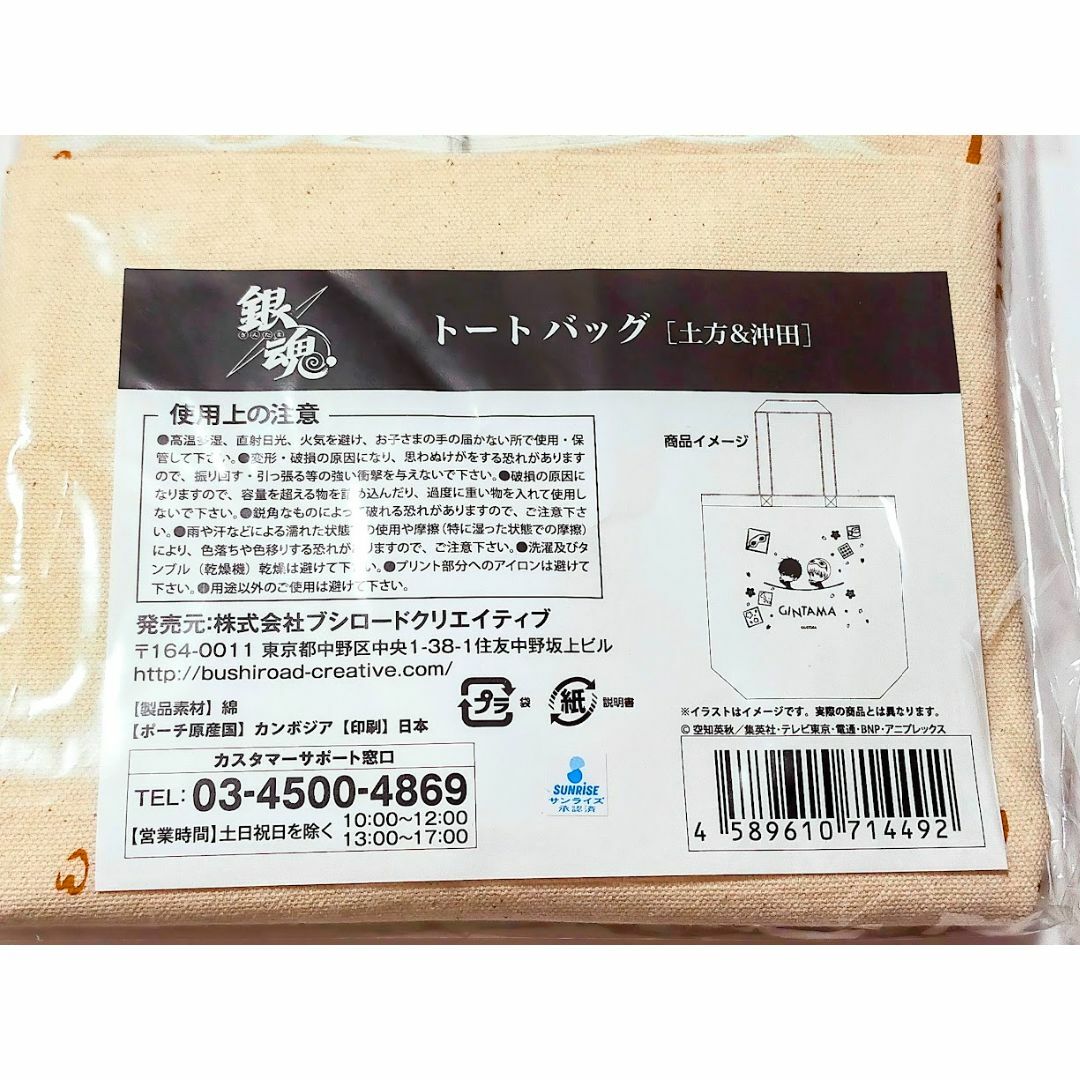 銀魂
ぎんたま
トートバッグ［土方&沖田］
使用上の注意
●高温多湿、直射日光、火気を避け、お子さまの手の届かない所で使用・保
管して下さい。●変形・破損の原因になり、思わぬけがをする恐れがあります
ので、振り回す・引っ張る等の強い衝撃を与えないで下さい。●破損の原因に
なりますので、容量を超える物を詰め込んだり、過度に重い物を入れて使用し
ないで下さい。●鋭角なものによって破れる恐れがありますので、ご注意下さ
い。●雨や汗などによる濡れた状態での使用や摩擦（特に湿った状態での摩擦）
により、色落ちや色移りする恐れがありますので、ご注意下さい。●洗濯及びタ
ンブル（乾燥機）乾燥は避けて下さい。●プリント部分へのアイロンは避けて
下さい。●用途以外のご使用は避けて下さい。
発売元:株式会社ブシロードクリエイティブ
〒164-0011 東京都中野区中央1-38-1住友中野坂上ビル
http://bushiroad-creative.com/
プラ 袋
紙 説明書
【製品素材】綿
【ポーチ原産国】カンボジア【印刷】日本
カスタマーサポート窓口
TEL: 03-4500-4869
【営業時間】土日祝日を除く 10:00〜12:00
13:00〜17:00
SUNRISE
サンライズ
承認済
商品イメージ
GINTAMA
※イラストはイメージです。実際の商品とは異なります。
© 空知英秋／集英社・テレビ東京・電通・BNP・アニプレックス
4 589610 714492